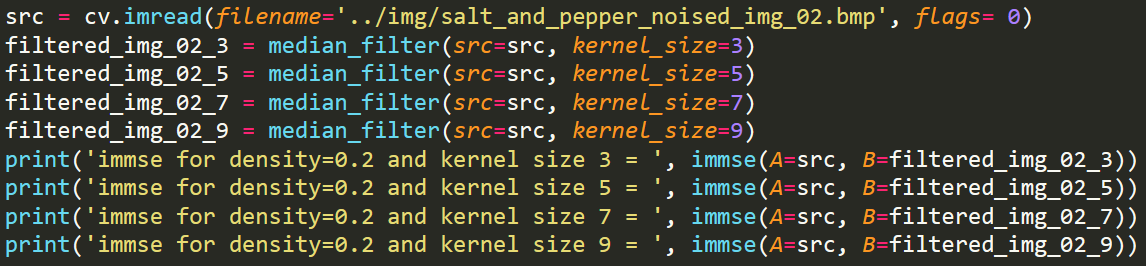 src = cv.imread(filename='../img/salt_and_pepper_noised_img_02.bmp', flags= 0)
filtered_img_02_3 = median_filter(src=src, kernel_size=3)
filtered_img_02_5 = median_filter(src=src, kernel_size=5)
filtered_img_02_7 = median_filter(src=src, kernel_size=7)
filtered_img_02_9 = median_filter(src=src, kernel_size=9)
print('immse for density=0.2 and kernel size 3 = ', immse(A=src, B=filtered_img_02_3))
print('immse for density=0.2 and kernel size 5 = ', immse(A=src, B=filtered_img_02_5))
print('immse for density=0.2 and kernel size 7 = ', immse(A=src, B=filtered_img_02_7))
print('immse for density=0.2 and kernel size 9 = ', immse(A=src, B=filtered_img_02_9))